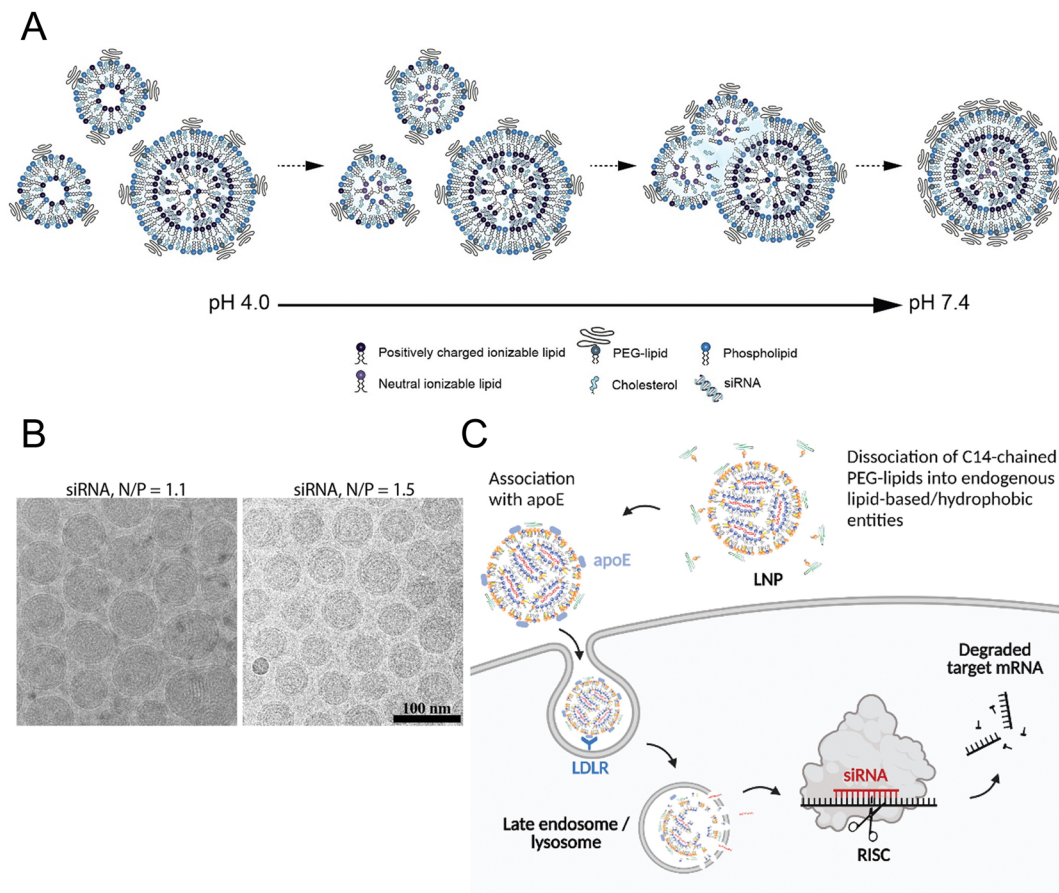 A
pH 4.0
pH 7.4
Positively charged ionizable lipid
PEG-lipid
Phospholipid
Neutral ionizable lipid
Cholesterol
siRNA
B
siRNA, N/P = 1.1
siRNA, N/P = 1.5
100 nm
C
Association
with apoE
Dissociation of C14-chained
PEG-lipids into endogenous
lipid-based/hydrophobic
entities
apoE
LNP
LDLR
Degraded
target mRNA
siRNA
Late endosome /
lysosome
RISC